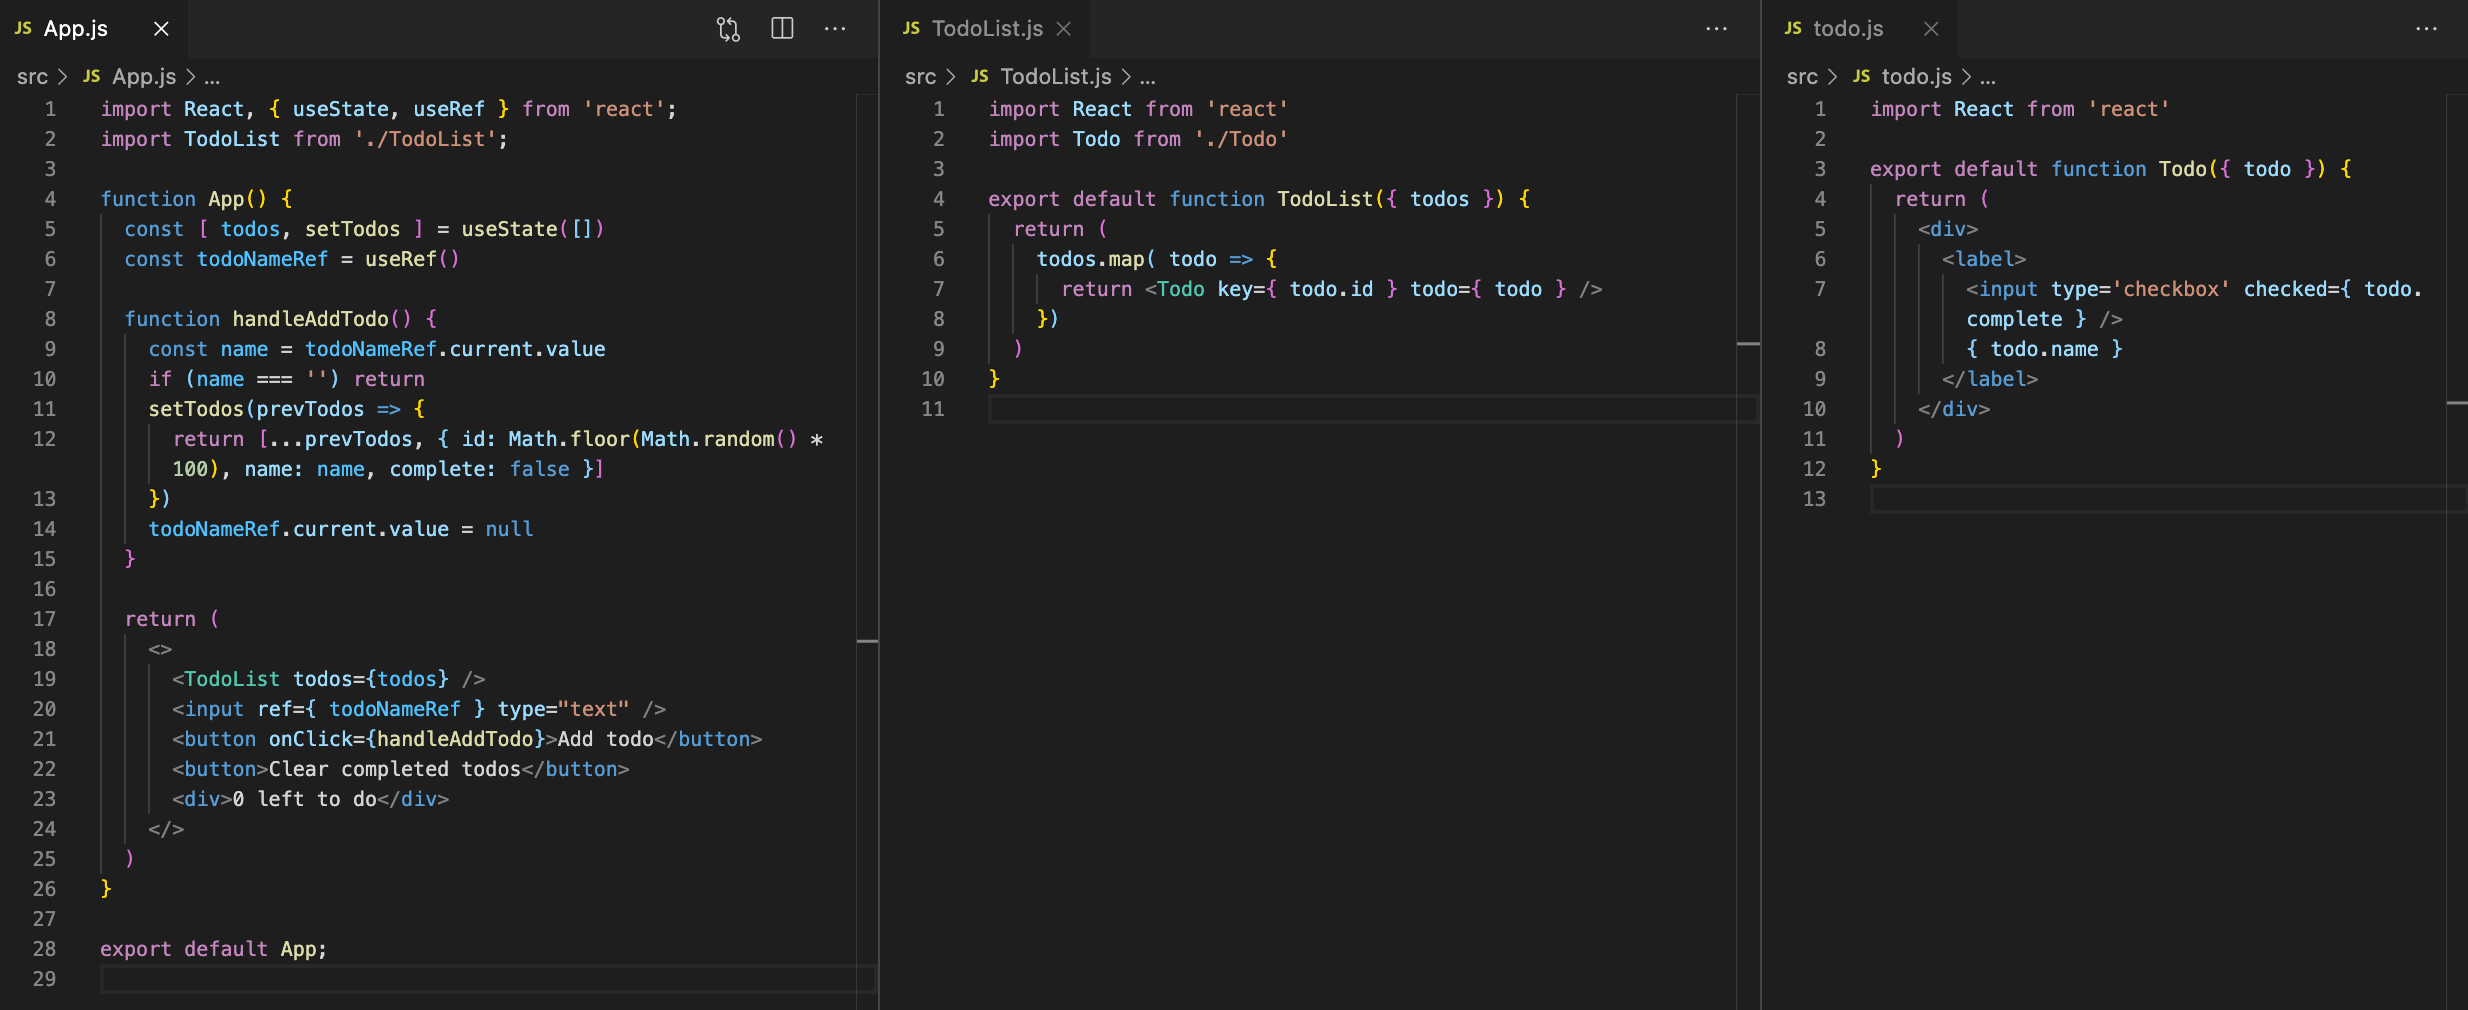 JS App.js
src > JS App.js > ...
1 import React, { useState, useRef } from 'react';
2 import TodoList from './TodoList';
3
4 function App() {
5 const [ todos, setTodos ] = useState([])
6 const todoNameRef = useRef()
7
8 function handleAddTodo() {
9 const name = todoNameRef.current.value
10 if (name === '') return
11 setTodos(prevTodos => {
12 return [...prevTodos, { id: Math.floor(Math.random() *
100), name: name, complete: false }]
13 })
14 todoNameRef.current.value = null
15 }
16
17 return (
18 <>
19 <TodoList todos={todos} />
20 <input ref={ todoNameRef } type="text" />
21 <button onClick={handleAddTodo}>Add todo</button>
22 <button>Clear completed todos</button>
23 <div>0 left to do</div>
24 </>
25 )
26 }
27
28 export default App;
29
JS TodoList.js
src > JS TodoList.js > ...
1 import React from 'react'
2 import Todo from './Todo'
3
4 export default function TodoList({ todos }) {
5 return (
6 todos.map( todo => {
7 return <Todo key={ todo.id } todo={ todo } />
8 })
9 )
10 }
11
JS todo.js
src > JS todo.js > ...
1 import React from 'react'
2
3 export default function Todo({ todo }) {
4 return (
5 <div>
6 <label>
7 <input type='checkbox' checked={ todo.
complete } />
8 { todo.name }
9 </label>
10 </div>
11 )
12 }
13